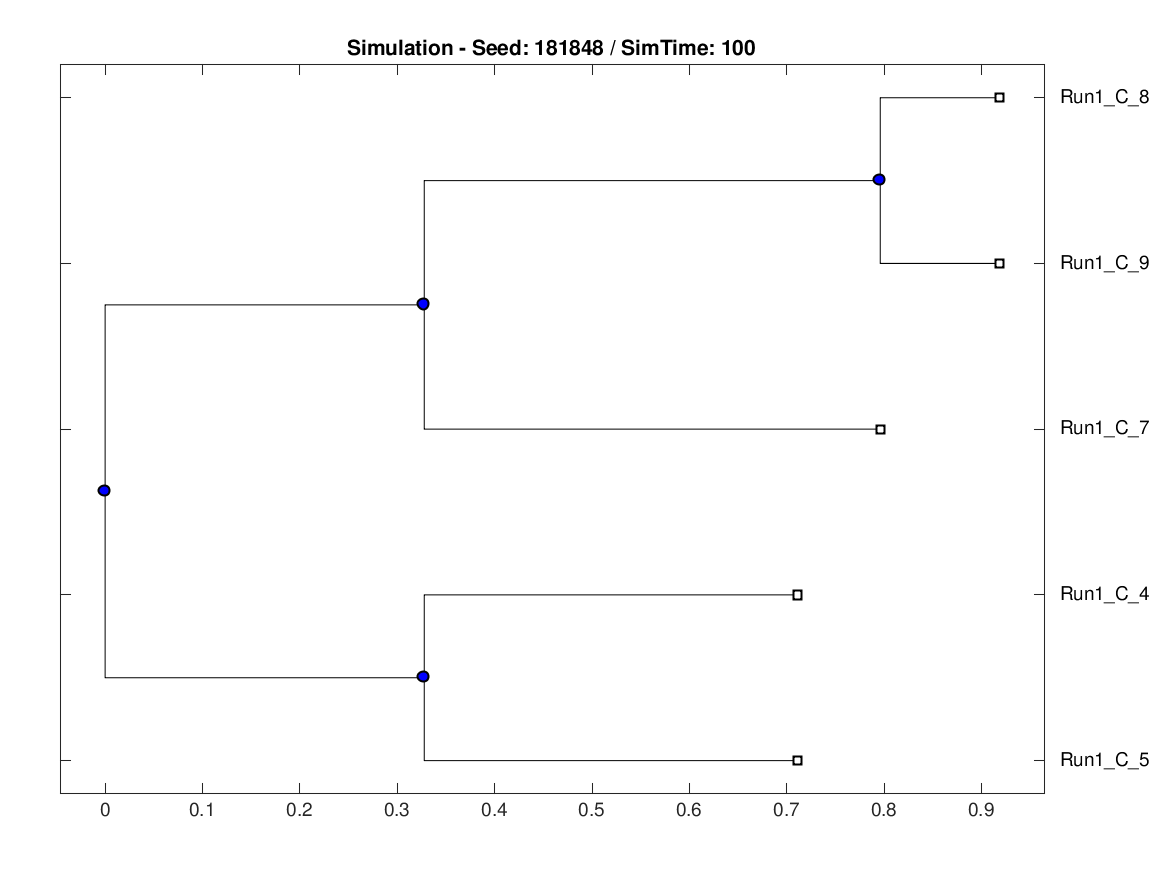 Simulation - Seed: 181848 / SimTime: 100
Run1_C_8
Run1_C_9
Run1_C_7
Run1_C_4
Run1_C_5
0 0.1 0.2 0.3 0.4 0.5 0.6 0.7 0.8 0.9